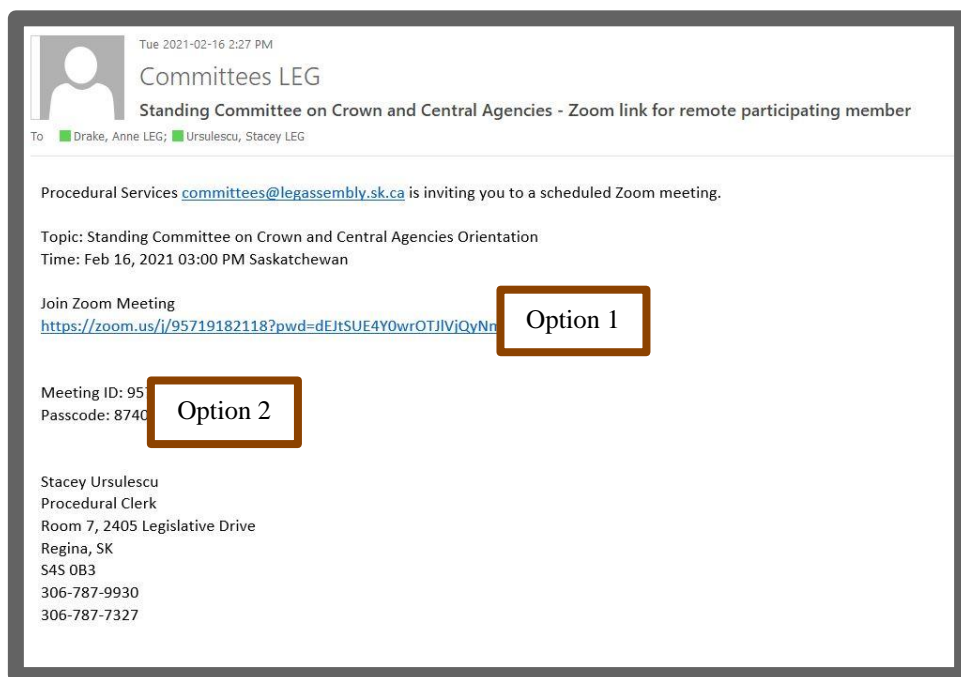 Tue 2021-02-16 2:27 PM
Committees LEG
Standing Committee on Crown and Central Agencies - Zoom link for remote participating member
To Drake, Anne LEG; Ursulescu, Stacey LEG
Procedural Services committees@legassembly.sk.ca is inviting you to a scheduled Zoom meeting.
Topic: Standing Committee on Crown and Central Agencies Orientation
Time: Feb 16, 2021 03:00 PM Saskatchewan
Join Zoom Meeting
https://zoom.us/j/95719182118?pwd=dEJtSUE4Y0wrOTJlVjQyNm
Option 1
Meeting ID: 957
Passcode: 8740
Option 2
Stacey Ursulescu
Procedural Clerk
Room 7, 2405 Legislative Drive
Regina, SK
S4S 0B3
306-787-9930
306-787-7327